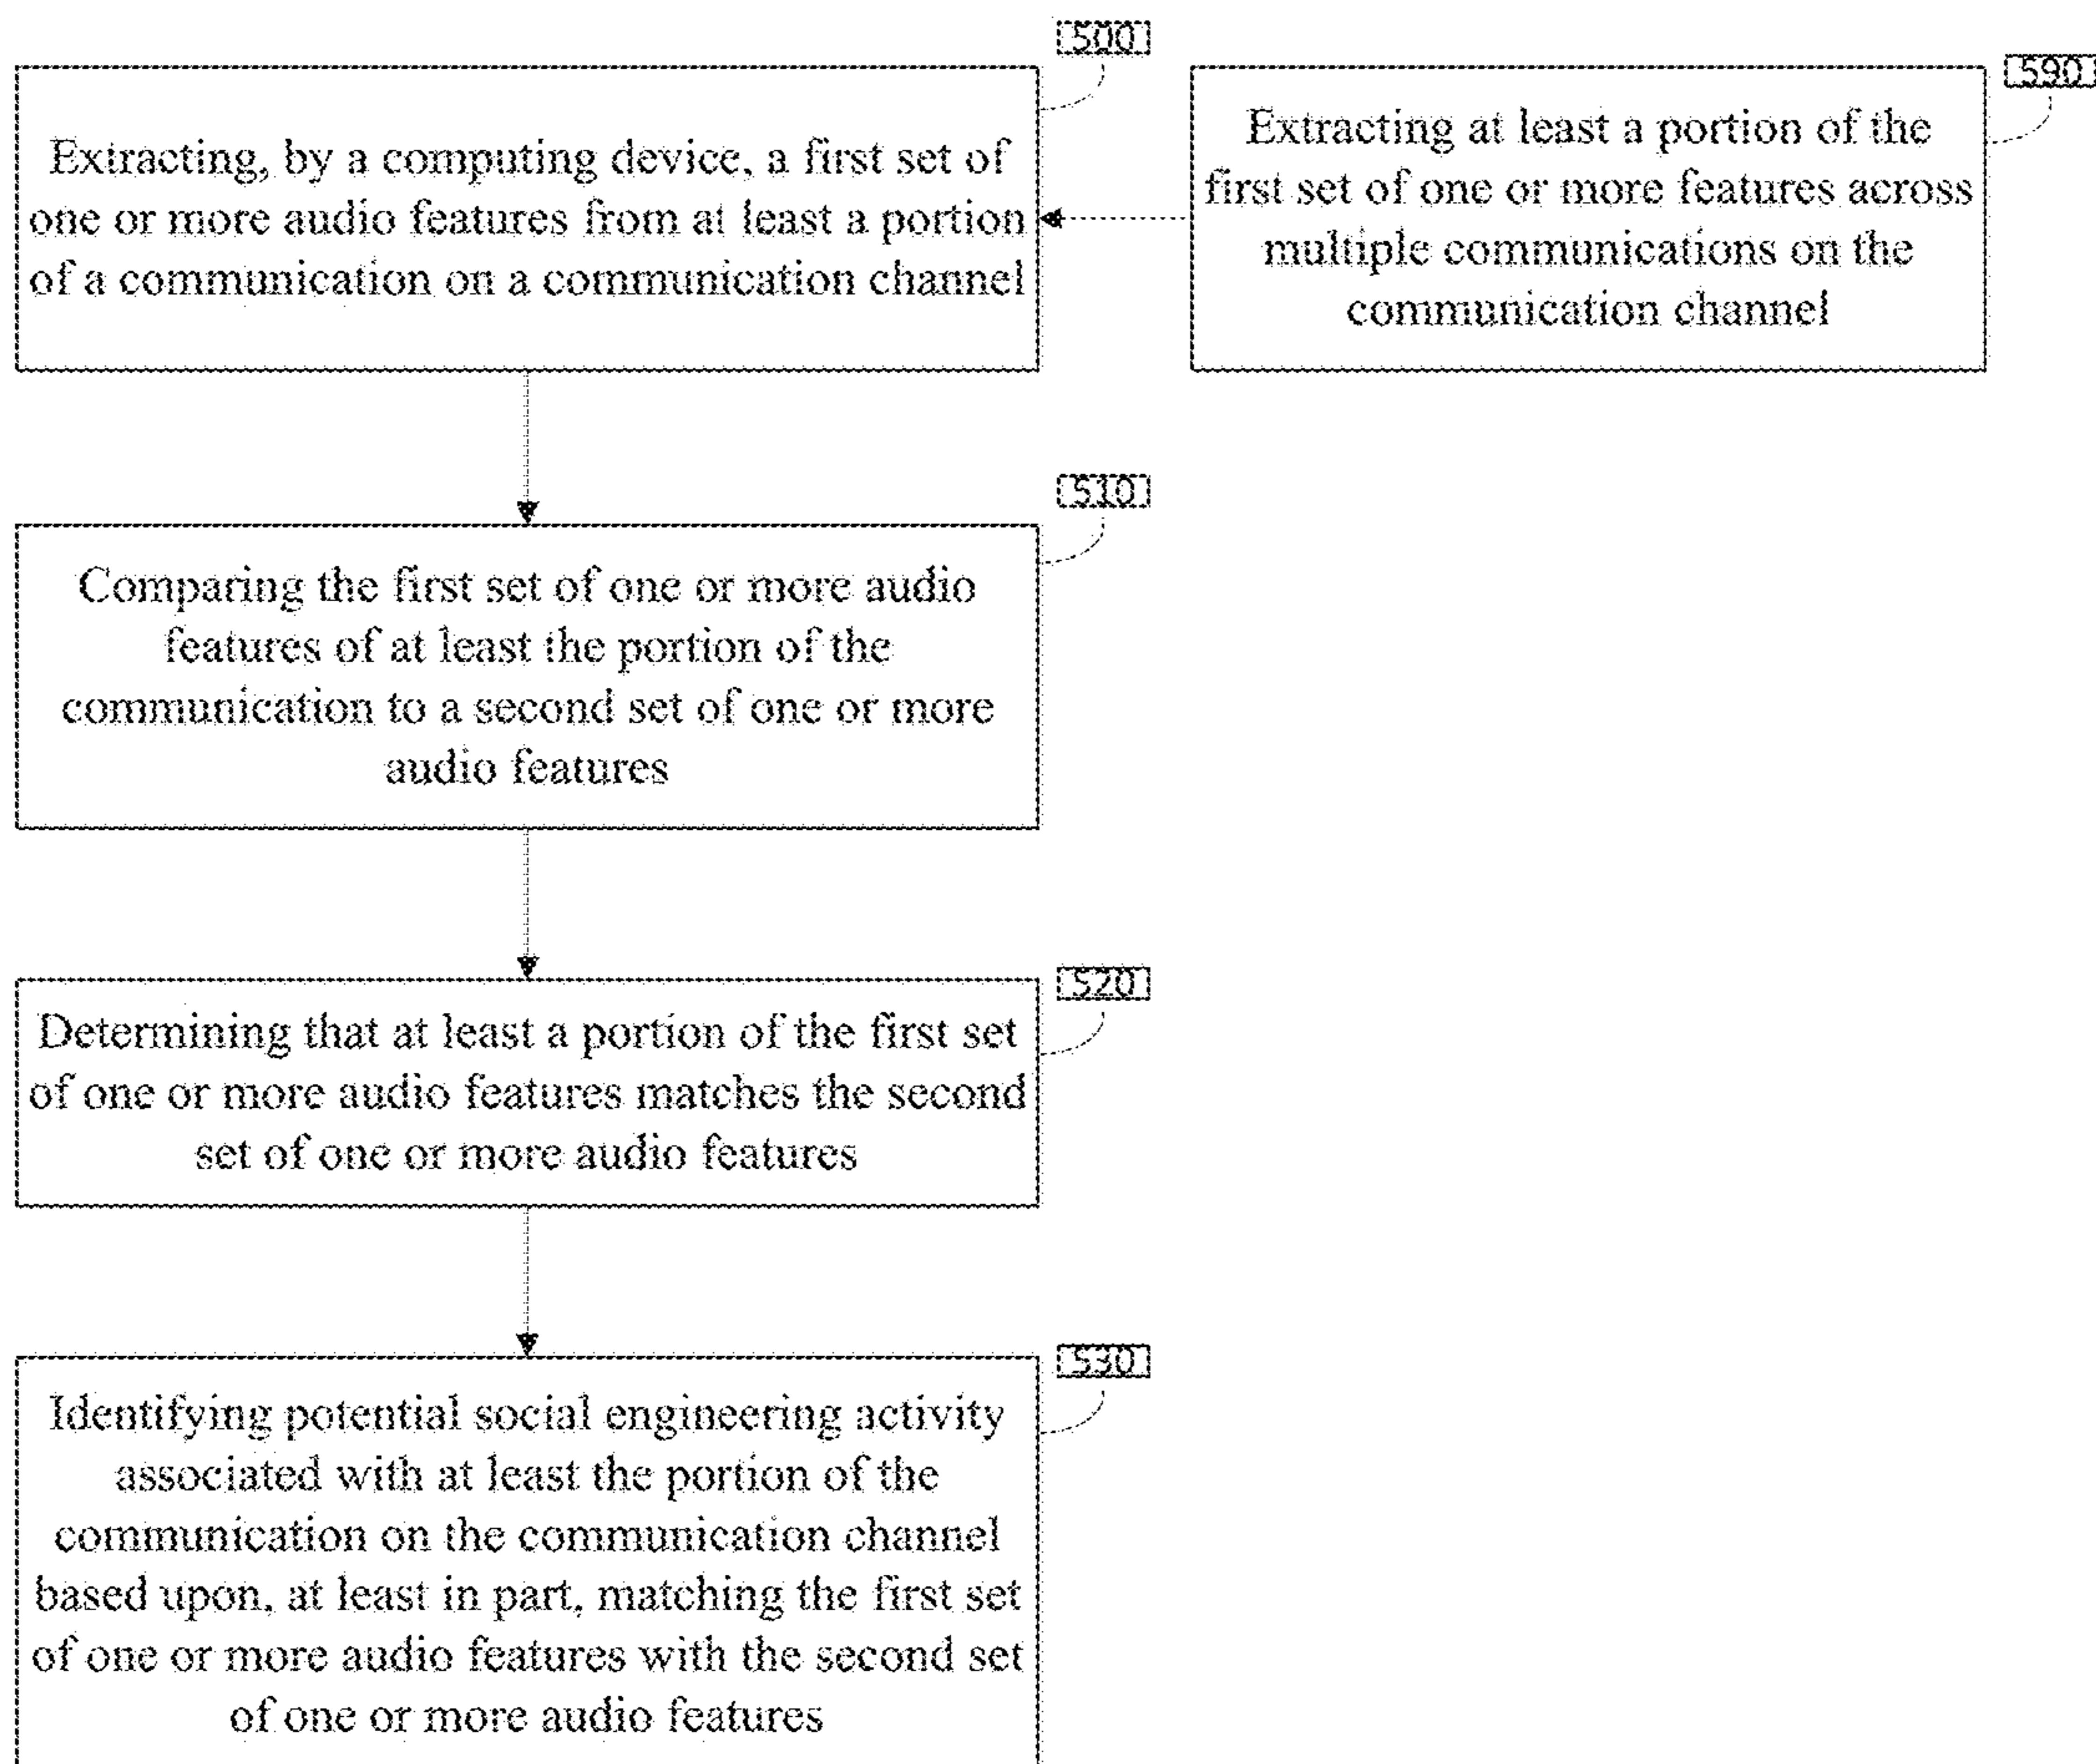 500
Extracting, by a computing device, a first set of
one or more audio features from at least a portion
of a communication on a communication channel
590
Extracting at least a portion of the
first set of one or more features across
multiple communications on the
communication channel
510
Comparing the first set of one or more audio
features of at least the portion of the
communication to a second set of one or more
audio features
520
Determining that at least a portion of the first set
of one or more audio features matches the second
set of one or more audio features
530
Identifying potential social engineering activity
associated with at least the portion of the
communication on the communication channel
based upon, at least in part, matching the first set
of one or more audio features with the second set
of one or more audio features